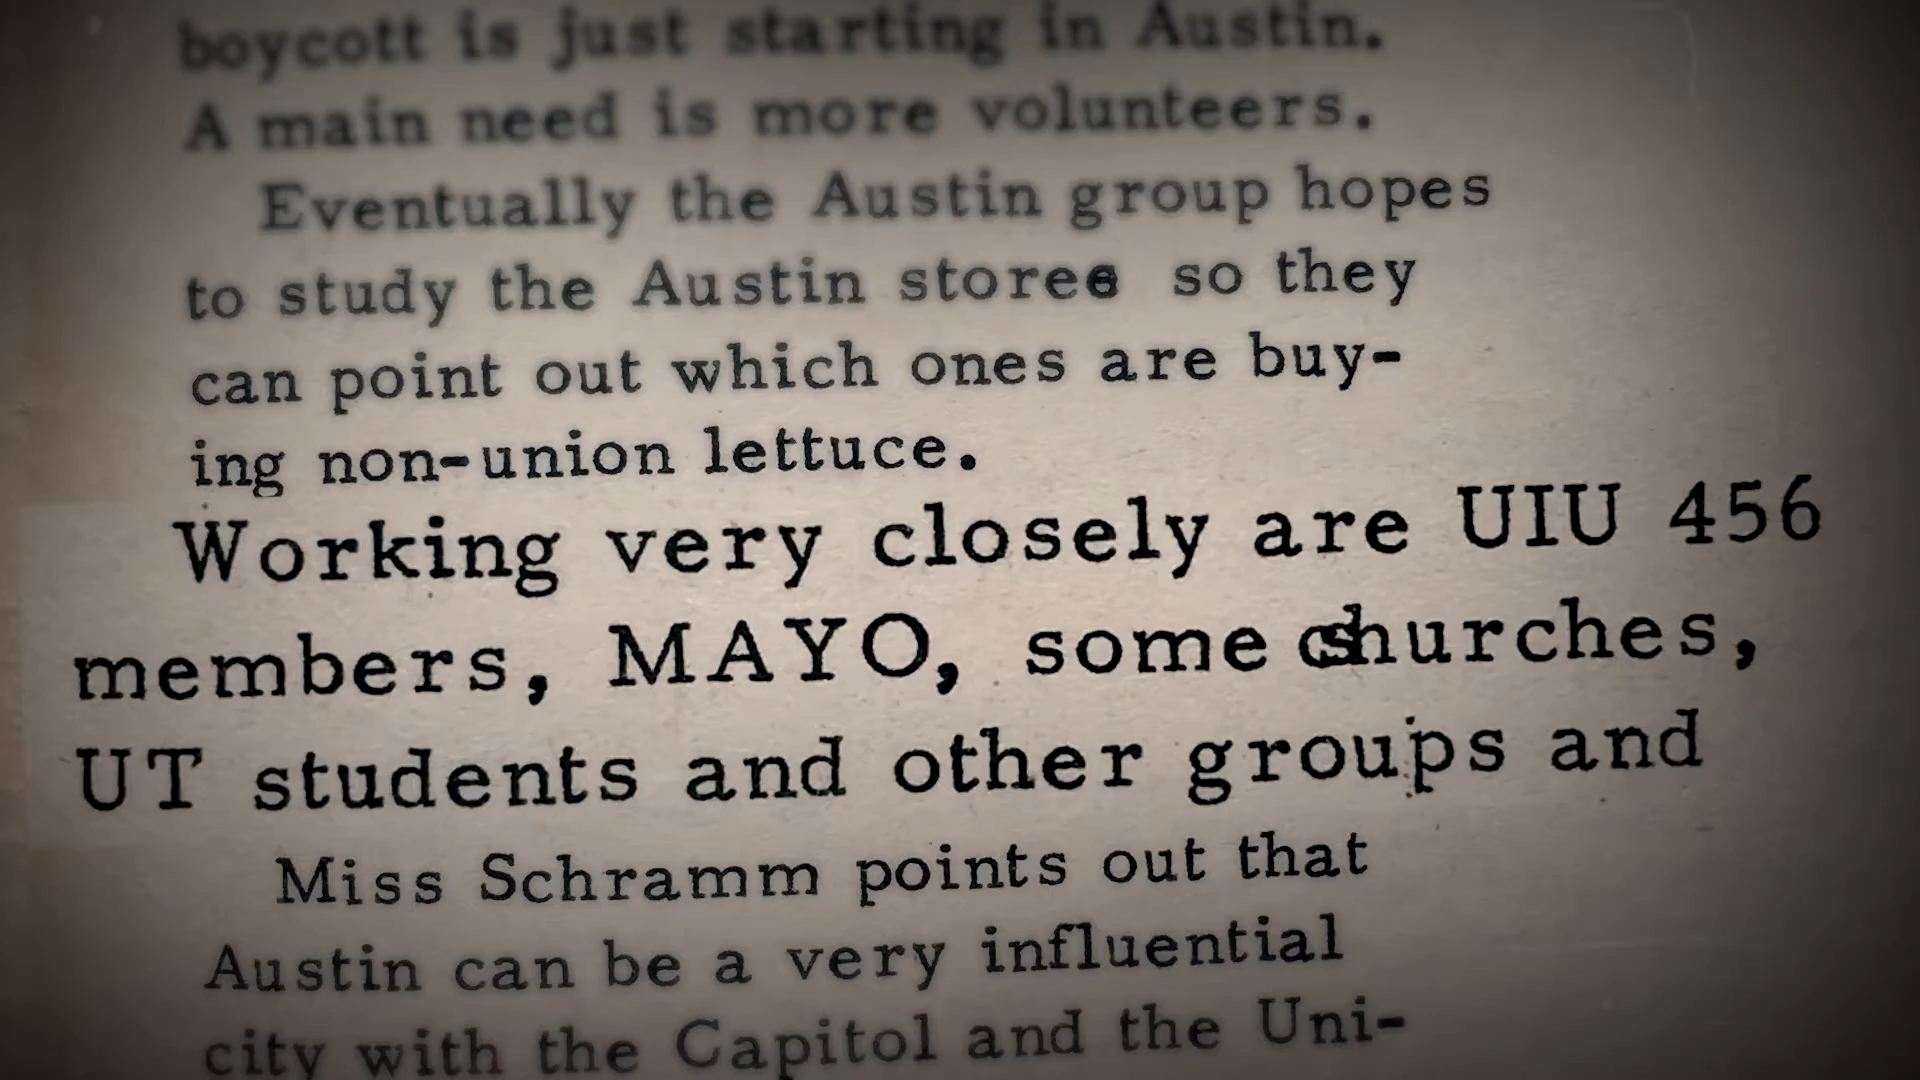 boycott is just starting in Austin.
A main need is more volunteers.
Eventually the Austin group hopes
to study the Austin stores so they
can point out which ones are buy-
ing non-union lettuce.
Working very closely are UIU 456
members, MAYO, some churches,
UT students and other groups and
Miss Schramm points out that
Austin can be a very influential
city with the Capitol and the Uni-